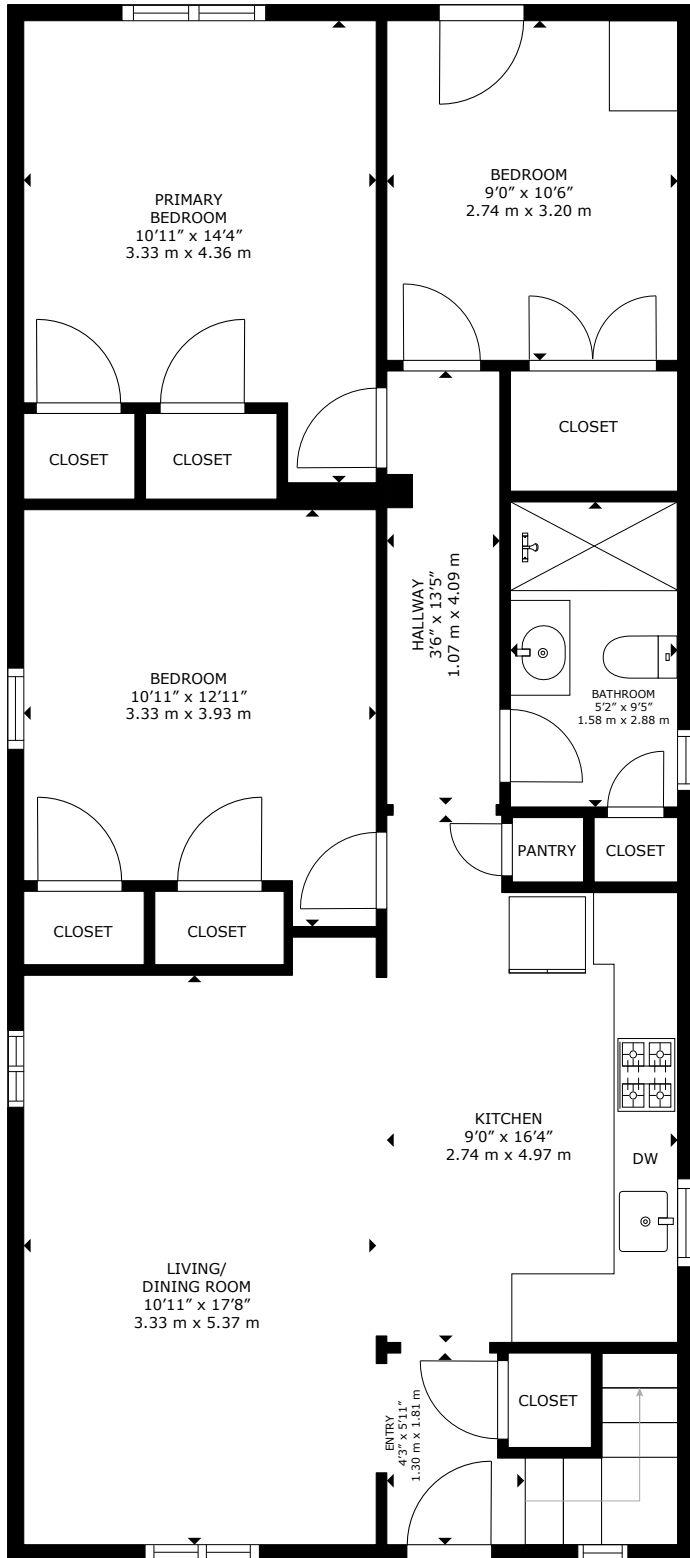 PRIMARY
BEDROOM
10’11” x 14’4”
3.33 m x 4.36 m
BEDROOM
9’0” x 10’6”
2.74 m x 3.20 m
CLOSET
CLOSET
CLOSET
HALLWAY
3’6” x 13’5”
1.07 m x 4.09 m
BEDROOM
10’11” x 12’11”
3.33 m x 3.93 m
BATHROOM
5’2” x 9’5”
1.58 m x 2.88 m
PANTRY
CLOSET
CLOSET
CLOSET
KITCHEN
9’0” x 16’4”
2.74 m x 4.97 m
DW
LIVING/
DINING ROOM
10’11” x 17’8”
3.33 m x 5.37 m
ENTRY
4’3” x 5’11”
1.30 m x 1.81 m
CLOSET